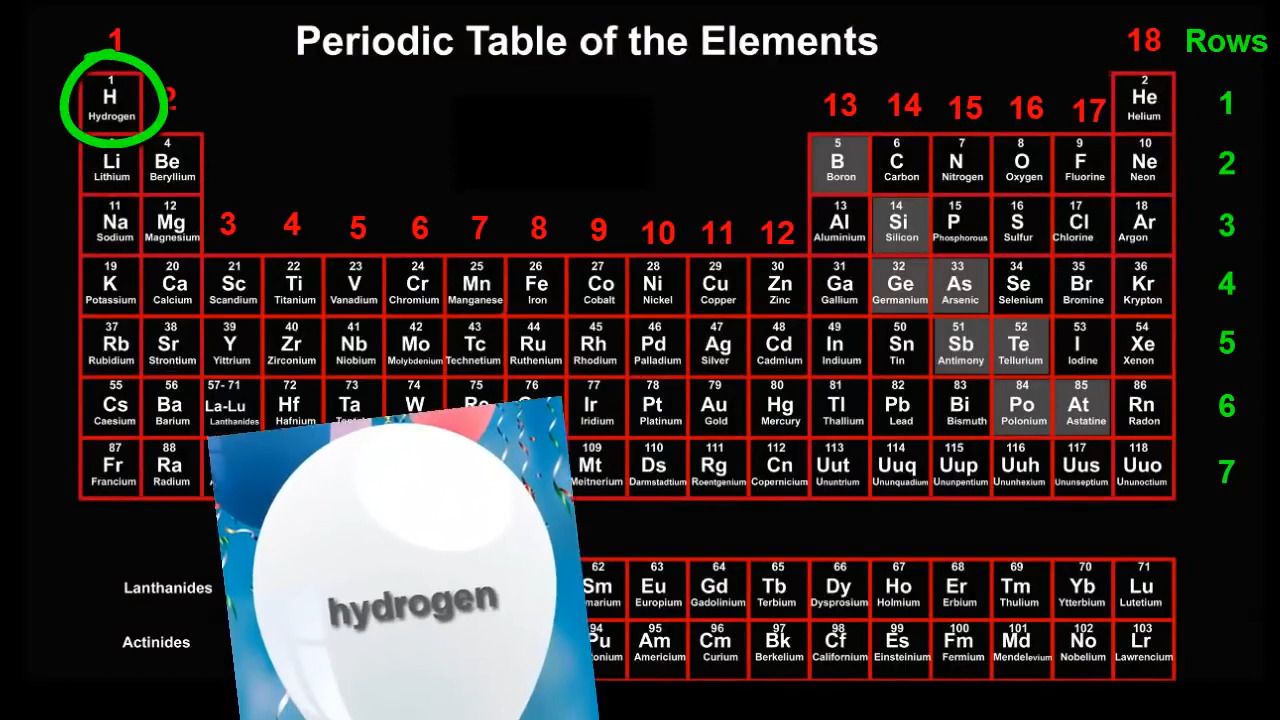 Periodic Table of the Elements
1 18 Rows
1 H Hydrogen 2 He Helium 1
13 14 15 16 17
4 5 6 7 8 9 10
Li Be B C N O F Ne 2
Lithium Beryllium Boron Carbon Nitrogen Oxygen Fluorine Neon
11 12 13 14 15 16 17 18
Na Mg 3 4 5 6 7 8 9 10 11 12 Al Si P S Cl Ar 3
Sodium Magnesium Aluminium Silicon Phosphorous Sulfur Chlorine Argon
19 20 21 22 23 24 25 26 27 28 29 30 31 32 33 34 35 36
K Ca Sc Ti V Cr Mn Fe Co Ni Cu Zn Ga Ge As Se Br Kr 4
Potassium Calcium Scandium Titanium Vanadium Chromium Manganese Iron Cobalt Nickel Copper Zinc Gallium Germanium Arsenic Selenium Bromine Krypton
37 38 39 40 41 42 43 44 45 46 47 48 49 50 51 52 53 54
Rb Sr Y Zr Nb Mo Tc Ru Rh Pd Ag Cd In Sn Sb Te I Xe 5
Rubidium Strontium Yittrium Zirconium Niobium Molybdenium Technetium Ruthenium Rhodium Palladium Silver Cadmium Indiuum Tin Antimony Tellurium Iodine Xenon
55 56 57- 71 72 73 74 75 76 77 78 79 80 81 82 83 84 85 86
Cs Ba La-Lu Hf Ta W Ir Pt Au Hg Tl Pb Bi Po At Rn 6
Caesium Barium Lanthanides Hafnium Iridium Platinum Gold Mercury Thallium Lead Bismuth Polonium Astatine Radon
87 88 109 110 111 112 113 114 115 116 117 118
Fr Ra Mt Ds Rg Cn Uut Uuq Uup Uuh Uus Uuo 7
Francium Radium Meitnerium Darmstadtium Roentgenium Copernicium Ununtrium Ununquadium Ununpentium Ununhexium Ununseptium Ununoctium
62 63 64 65 66 67 68 69 70 71
Lanthanides Sm Eu Gd Tb Dy Ho Er Tm Yb Lu
Europium Gadolinium Terbium Dysprosium Holmium Erbium Thulium Ytterbium Lutetium
hydrogen
94 95 96 97 98 99 100 101 102 103
Actinides Pu Am Cm Bk Cf Es Fm Md No Lr
Americium Curium Berkelium Californium Einsteinium Fermium Mendelevium Nobelium Lawrencium